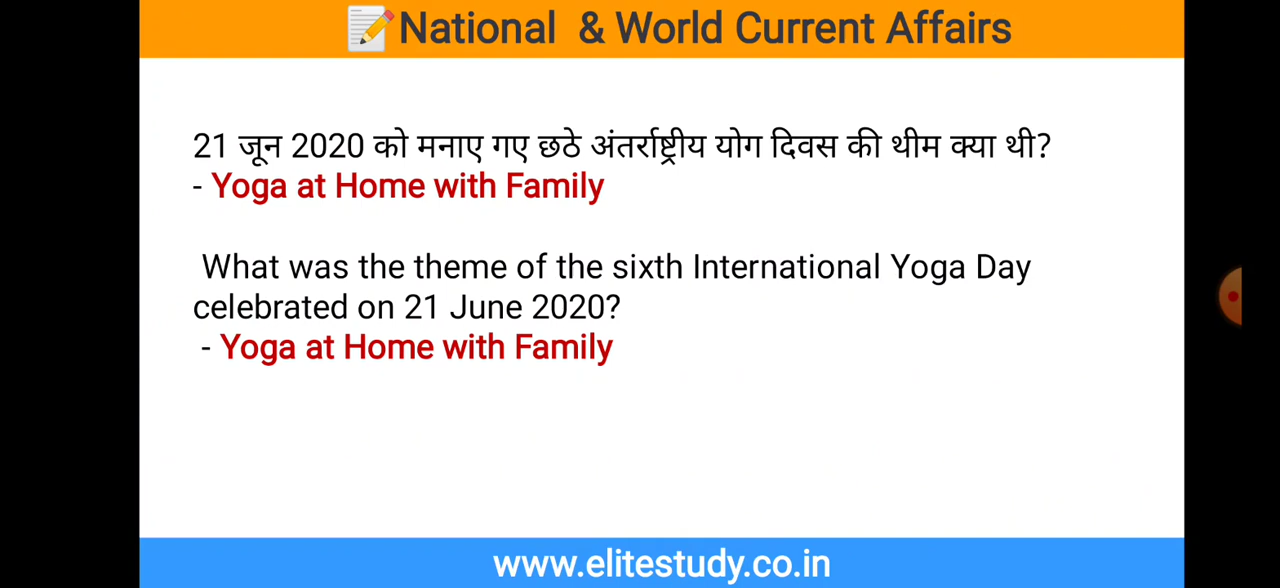 📝National & World Current Affairs
21 जून 2020 को मनाए गए छठे अंतर्राष्ट्रीय योग दिवस की थीम क्या थी?
- Yoga at Home with Family
What was the theme of the sixth International Yoga Day
celebrated on 21 June 2020?
- Yoga at Home with Family
www.elitestudy.co.in